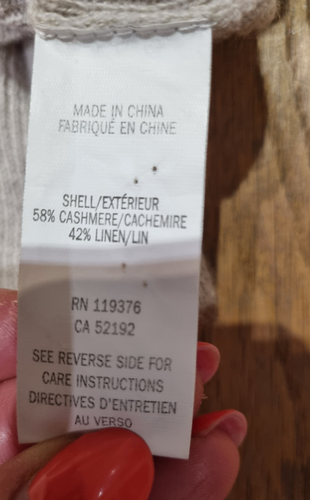 MADE IN CHINA
FABRIQUÉ EN CHINE
SHELL/EXTÉRIEUR
58% CASHMERE/CACHEMIRE
42% LINEN/LIN
RN 119376
CA 52192
SEE REVERSE SIDE FOR
CARE INSTRUCTIONS
DIRECTIVES D'ENTRETIEN
AU VERSO